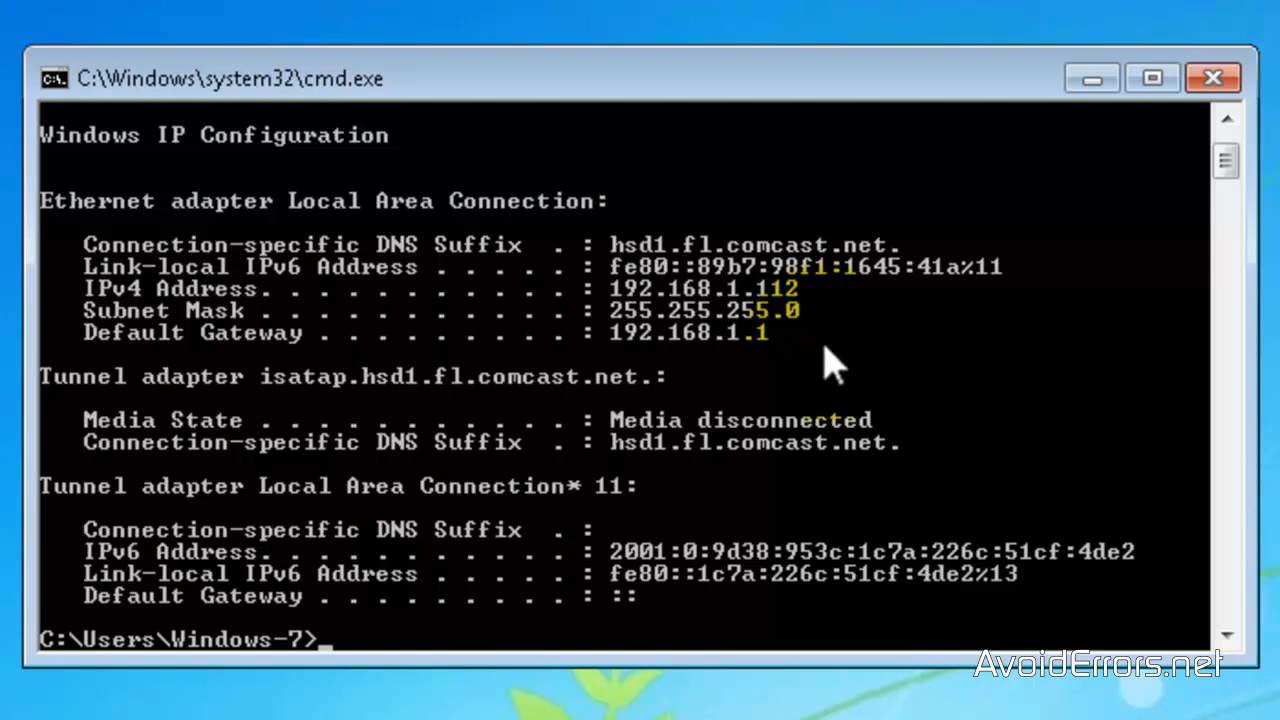 C:\Windows\system32\cmd.exe
Windows IP Configuration
Ethernet adapter Local Area Connection:
Connection-specific DNS Suffix . : hsd1.fl.comcast.net.
Link-local IPv6 Address . . . . . : fe80::89b7:98f1:1645:41a%11
IPv4 Address. . . . . . . . . . . : 192.168.1.112
Subnet Mask . . . . . . . . . . . : 255.255.255.0
Default Gateway . . . . . . . . . : 192.168.1.1
Tunnel adapter isatap.hsd1.fl.comcast.net.:
Media State . . . . . . . . . . . : Media disconnected
Connection-specific DNS Suffix . : hsd1.fl.comcast.net.
Tunnel adapter Local Area Connection* 11:
Connection-specific DNS Suffix . :
IPv6 Address. . . . . . . . . . . : 2001:0:9d38:953c:1c7a:226c:51cf:4de2
Link-local IPv6 Address . . . . . : fe80::1c7a:226c:51cf:4de2%13
Default Gateway . . . . . . . . . : ::
C:\Users\Windows-7>_
AvoidErrors.net